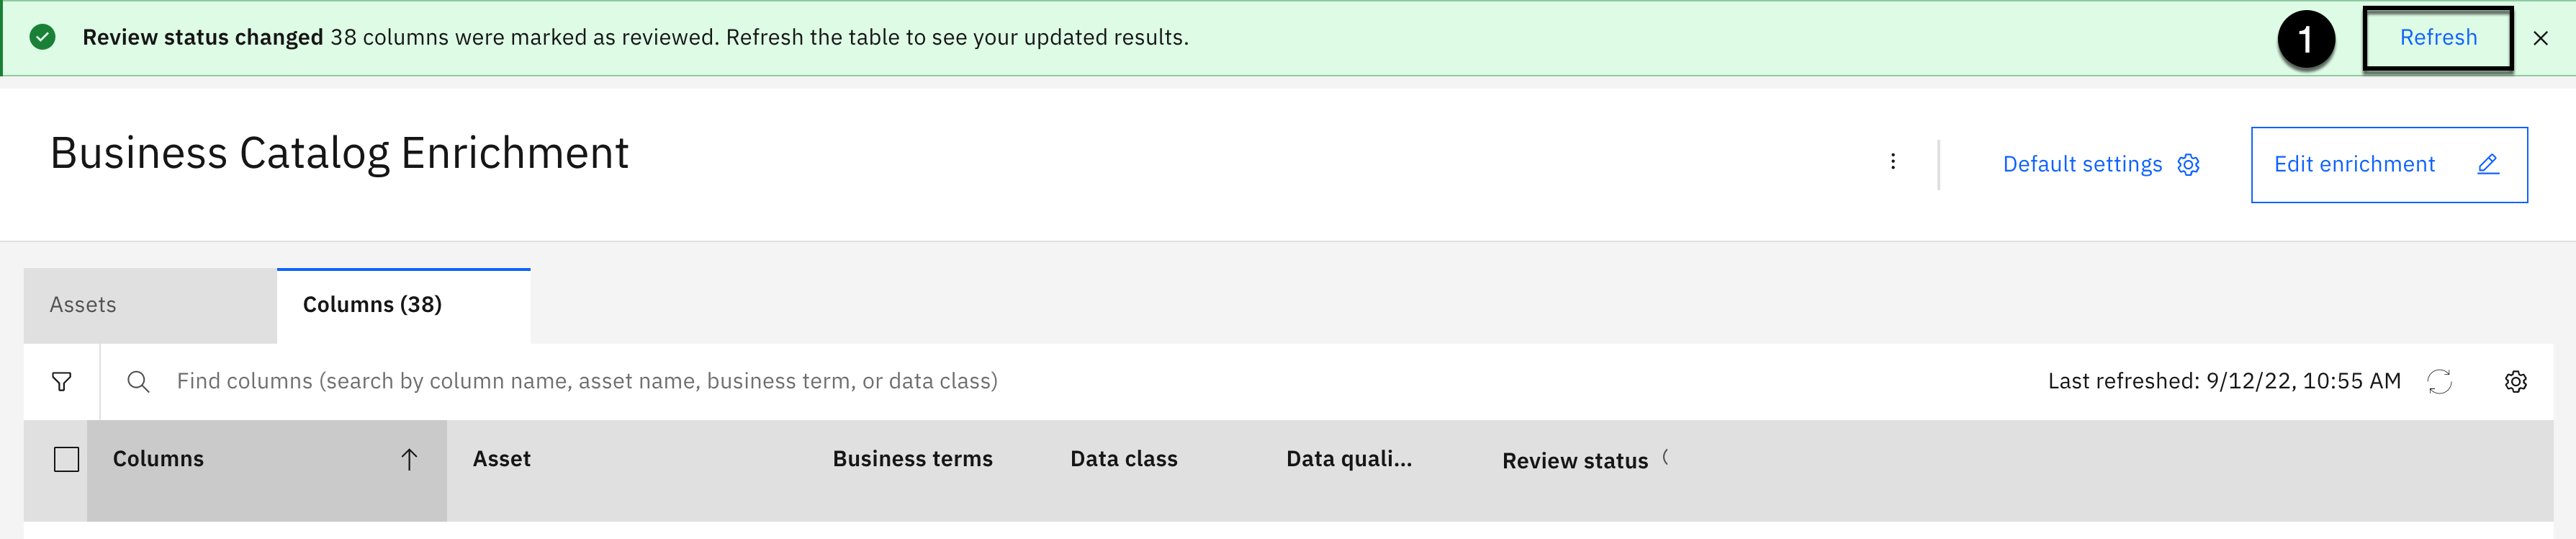 Review status changed 38 columns were marked as reviewed. Refresh the table to see your updated results.
1
Refresh
Business Catalog Enrichment
Default settings
Edit enrichment
Assets
Columns (38)
Find columns (search by column name, asset name, business term, or data class)
Last refreshed: 9/12/22, 10:55 AM
Columns
Asset
Business terms
Data class
Data quali...
Review status